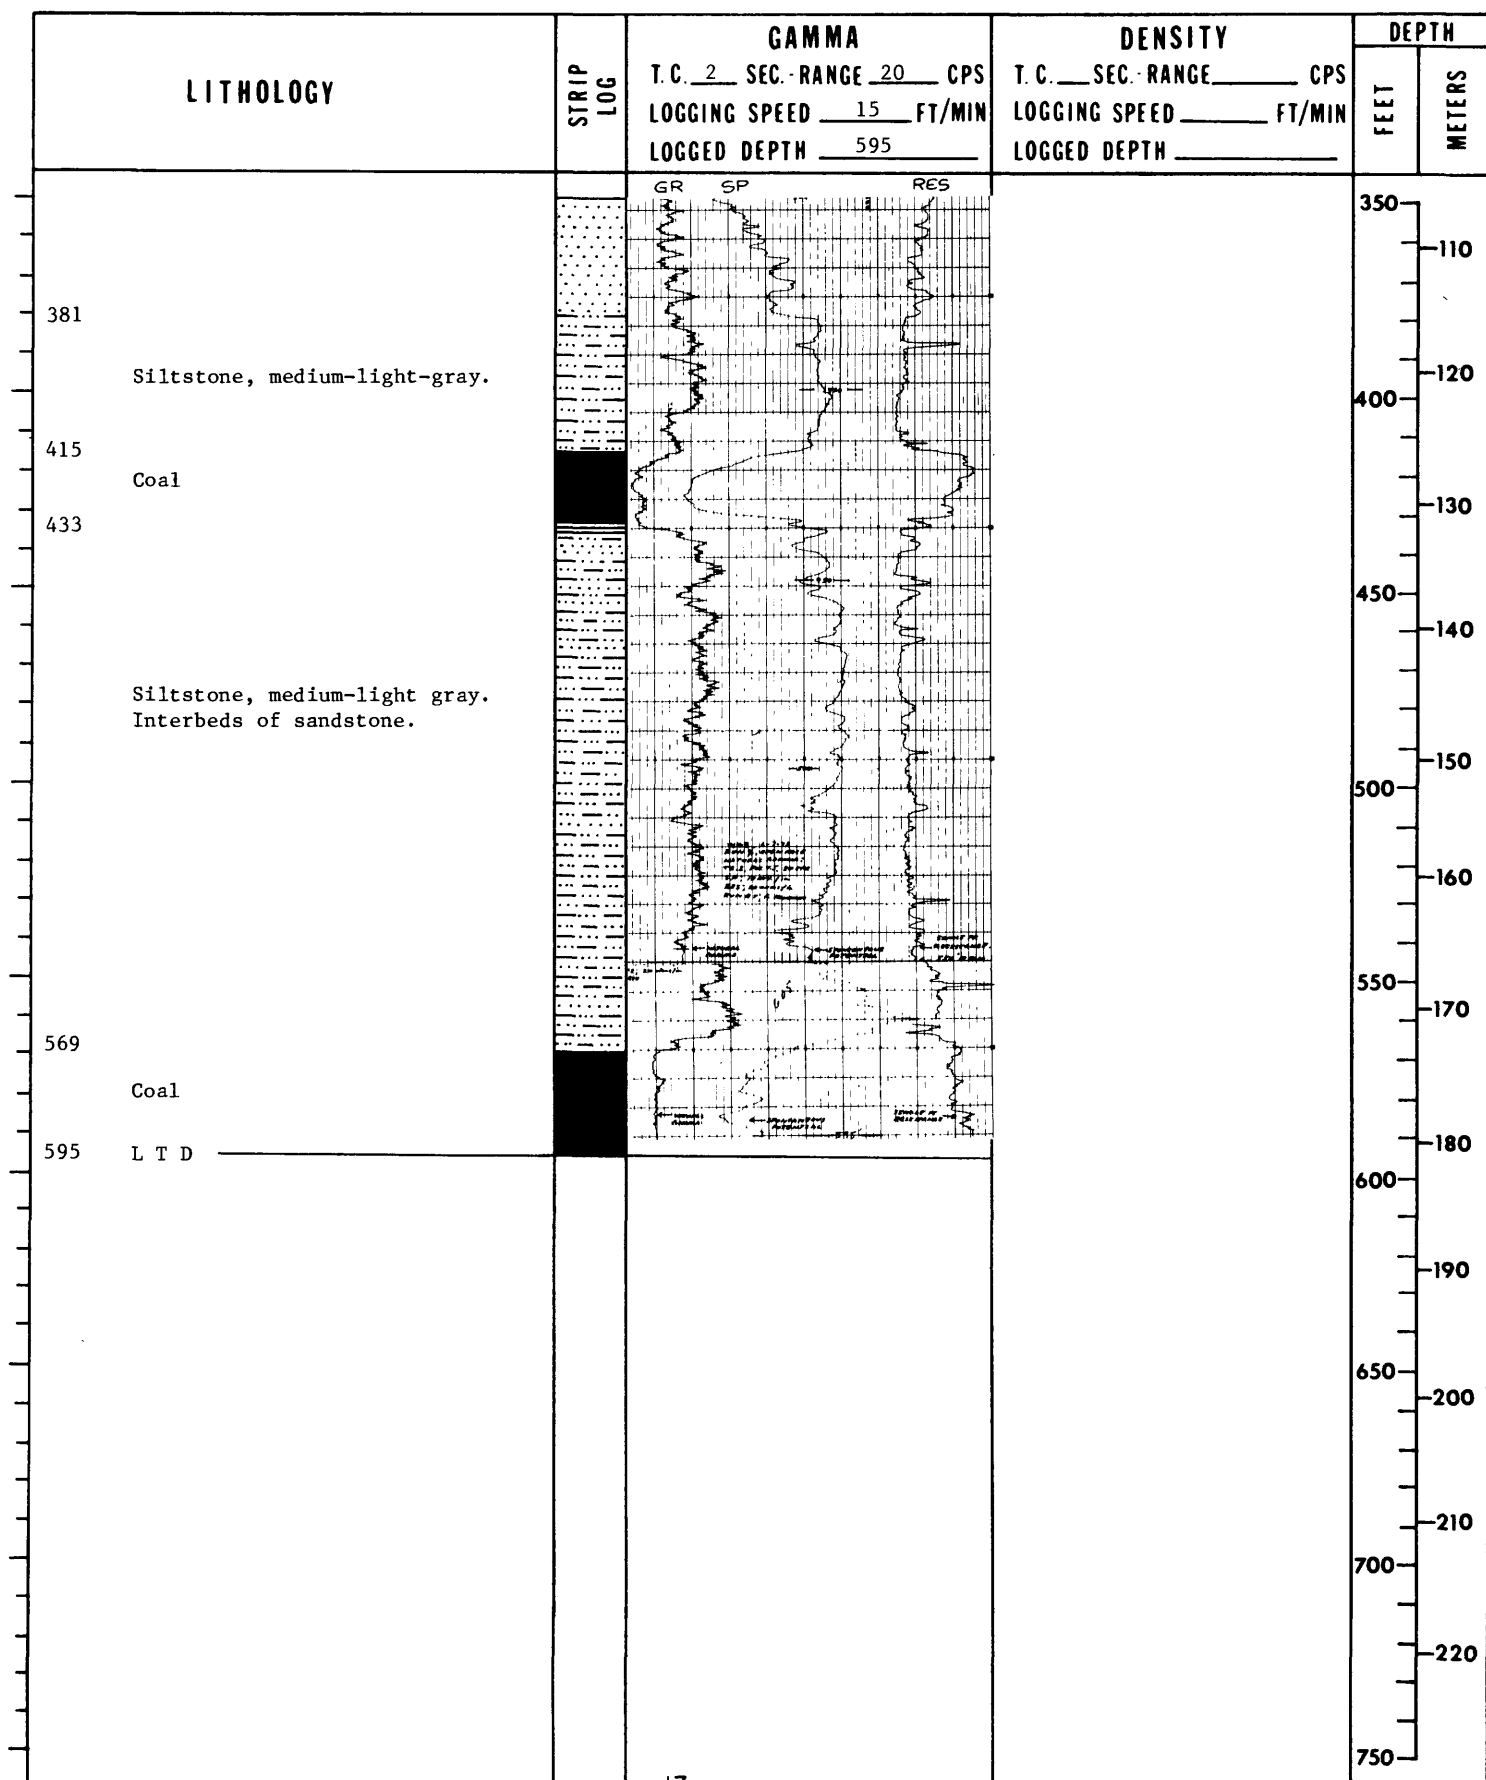 LITHOLOGY
STRIP LOG
GAMMA
T.C. 2 SEC.-RANGE 20 CPS
LOGGING SPEED 15 FT/MIN
LOGGED DEPTH 595
DENSITY
T.C. SEC.-RANGE CPS
LOGGING SPEED FT/MIN
LOGGED DEPTH
DEPTH
FEET
METERS
GR SP RES
350
110
381
Siltstone, medium-light-gray.
120
400
415
Coal
130
433
450
140
Siltstone, medium-light gray.
Interbeds of sandstone.
150
500
160
550
170
569
Coal
180
595 L T D
600
190
650
200
210
700
220
750